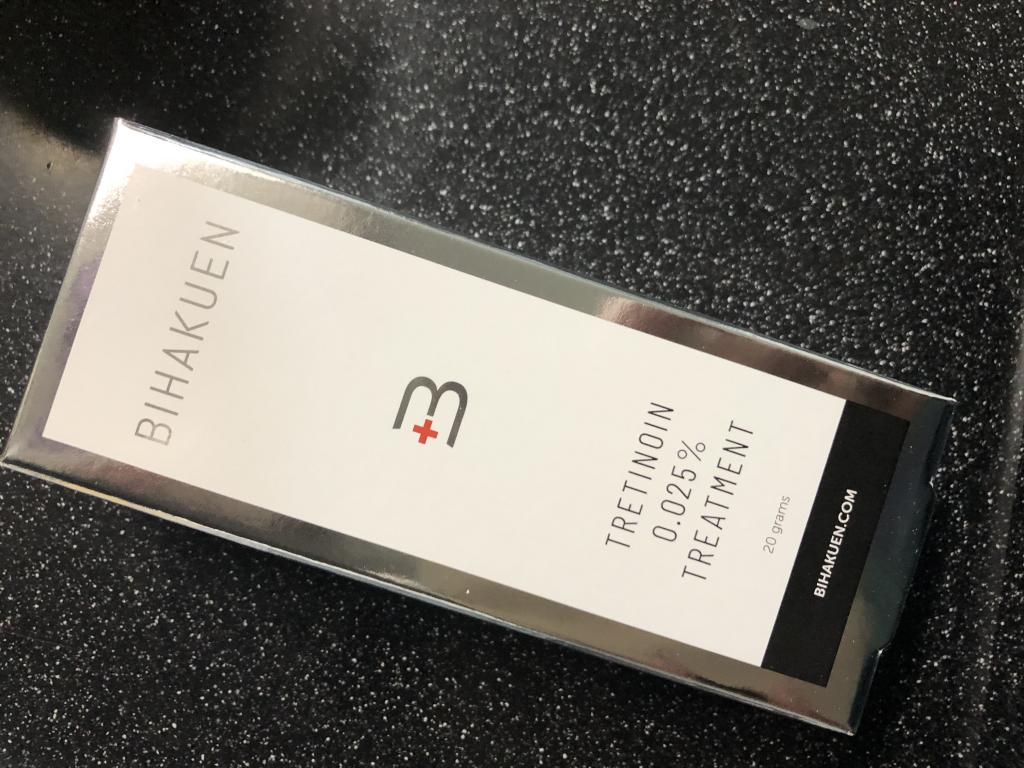 BIHAKUEN
B
TRETINOIN
0.025%
TREATMENT
20 grams
BIHAKUEN.COM